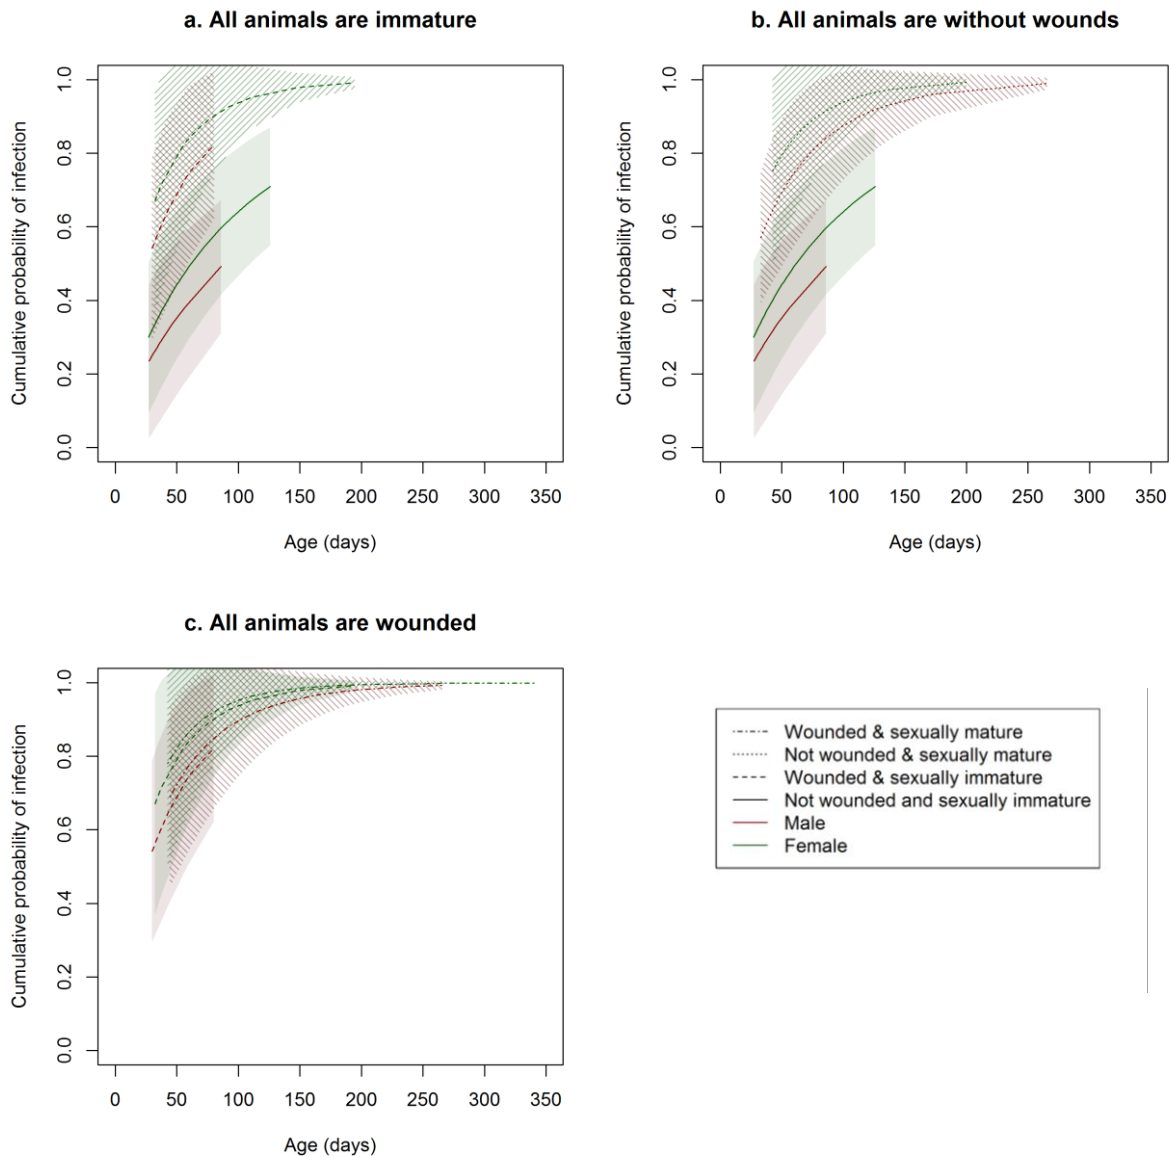 a. All animals are immature
Cumulative probability of infection
0.0 0.2 0.4 0.6 0.8 1.0
0 50 100 150 200 250 300 350
Age (days)
b. All animals are without wounds
Cumulative probability of infection
0.0 0.2 0.4 0.6 0.8 1.0
0 50 100 150 200 250 300 350
Age (days)
c. All animals are wounded
Cumulative probability of infection
0.0 0.2 0.4 0.6 0.8 1.0
0 50 100 150 200 250 300 350
Age (days)
Wounded & sexually mature
Not wounded & sexually mature
Wounded & sexually immature
Not wounded and sexually immature
Male
Female